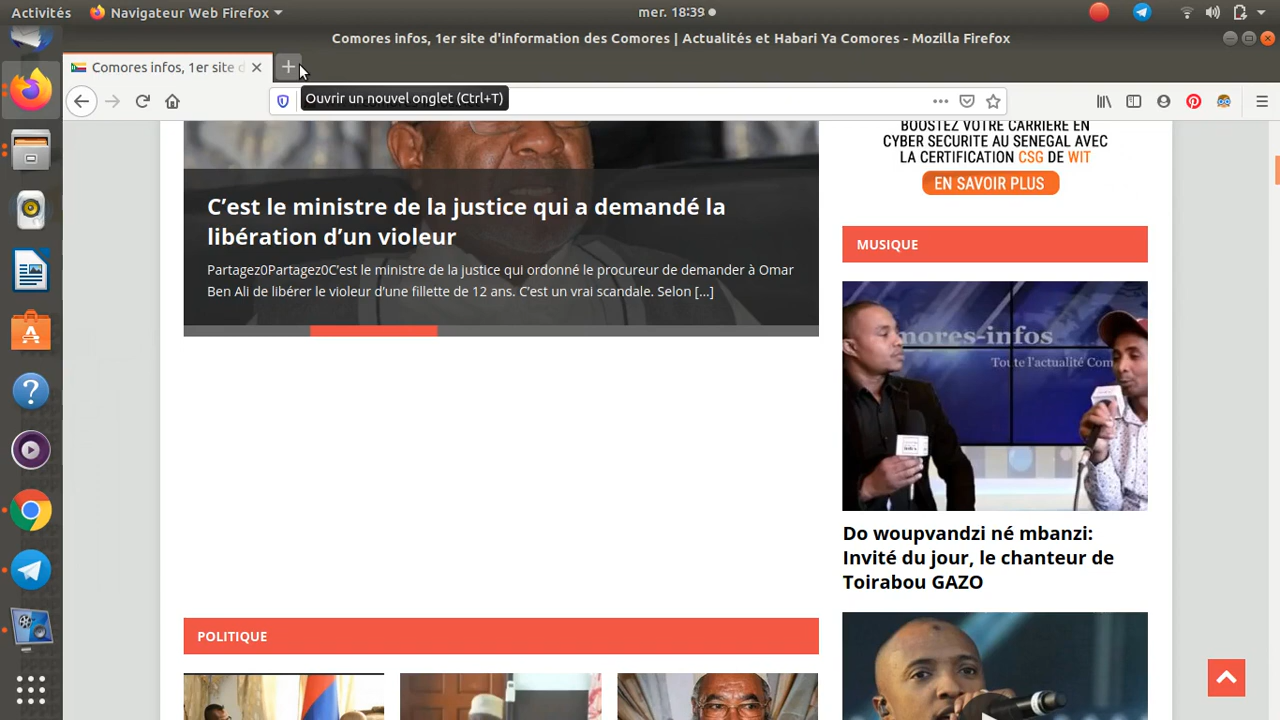 Activités
Navigateur Web Firefox
mer. 18:39
Comores infos, 1er site d'information des Comores | Actualités et Habari Ya Comores - Mozilla Firefox
Comores infos, 1er site d
Ouvrir un nouvel onglet (Ctrl+T)
BOOSTEZ VOTRE CARRIERE EN
CYBER SECURITE AU SENEGAL AVEC
LA CERTIFICATION CSG DE WIT
EN SAVOIR PLUS
C’est le ministre de la justice qui a demandé la
libération d’un violeur
Partagez0Partagez0C’est le ministre de la justice qui ordonné le procureur de demander à Omar
Ben Ali de libérer le violeur d’une fillette de 12 ans. C’est un vrai scandale. Selon [...]
MUSIQUE
mores-infos
Toute l'actualité Com
Do woupvandzi né mbanzi:
Invité du jour, le chanteur de
Toirabou GAZO
POLITIQUE